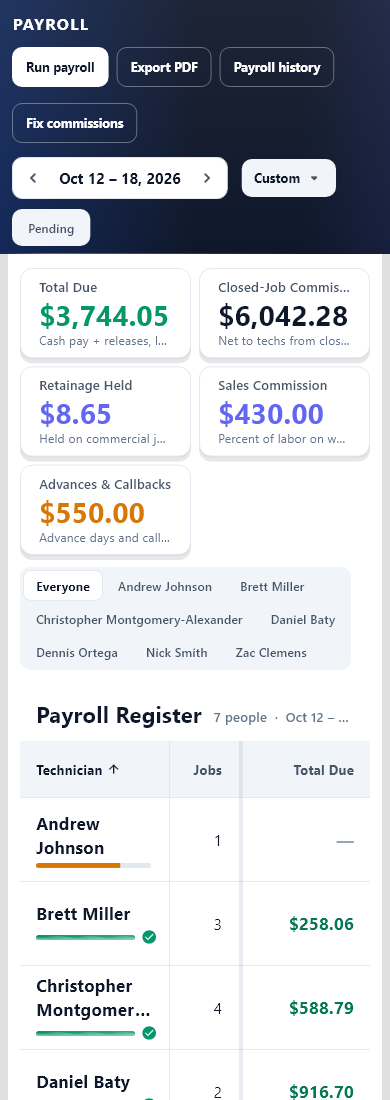 PAYROLL
Run payroll
Export PDF
Payroll history
Fix commissions
Oct 12 – 18, 2026
Custom
Pending
Total Due
$3,744.05
Cash pay + releases, l...
Closed-Job Commis...
$6,042.28
Net to techs from clos...
Retainage Held
$8.65
Held on commercial j...
Sales Commission
$430.00
Percent of labor on w...
Advances & Callbacks
$550.00
Advance days and call...
Everyone
Andrew Johnson
Brett Miller
Christopher Montgomery-Alexander
Daniel Baty
Dennis Ortega
Nick Smith
Zac Clemens
Payroll Register
7 people · Oct 12 – ...
Technician ↑
Jobs
Total Due
Andrew
Johnson
1
—
Brett Miller
3
$258.06
Christopher
Montgomer...
4
$588.79
Daniel Baty
2
$916.70